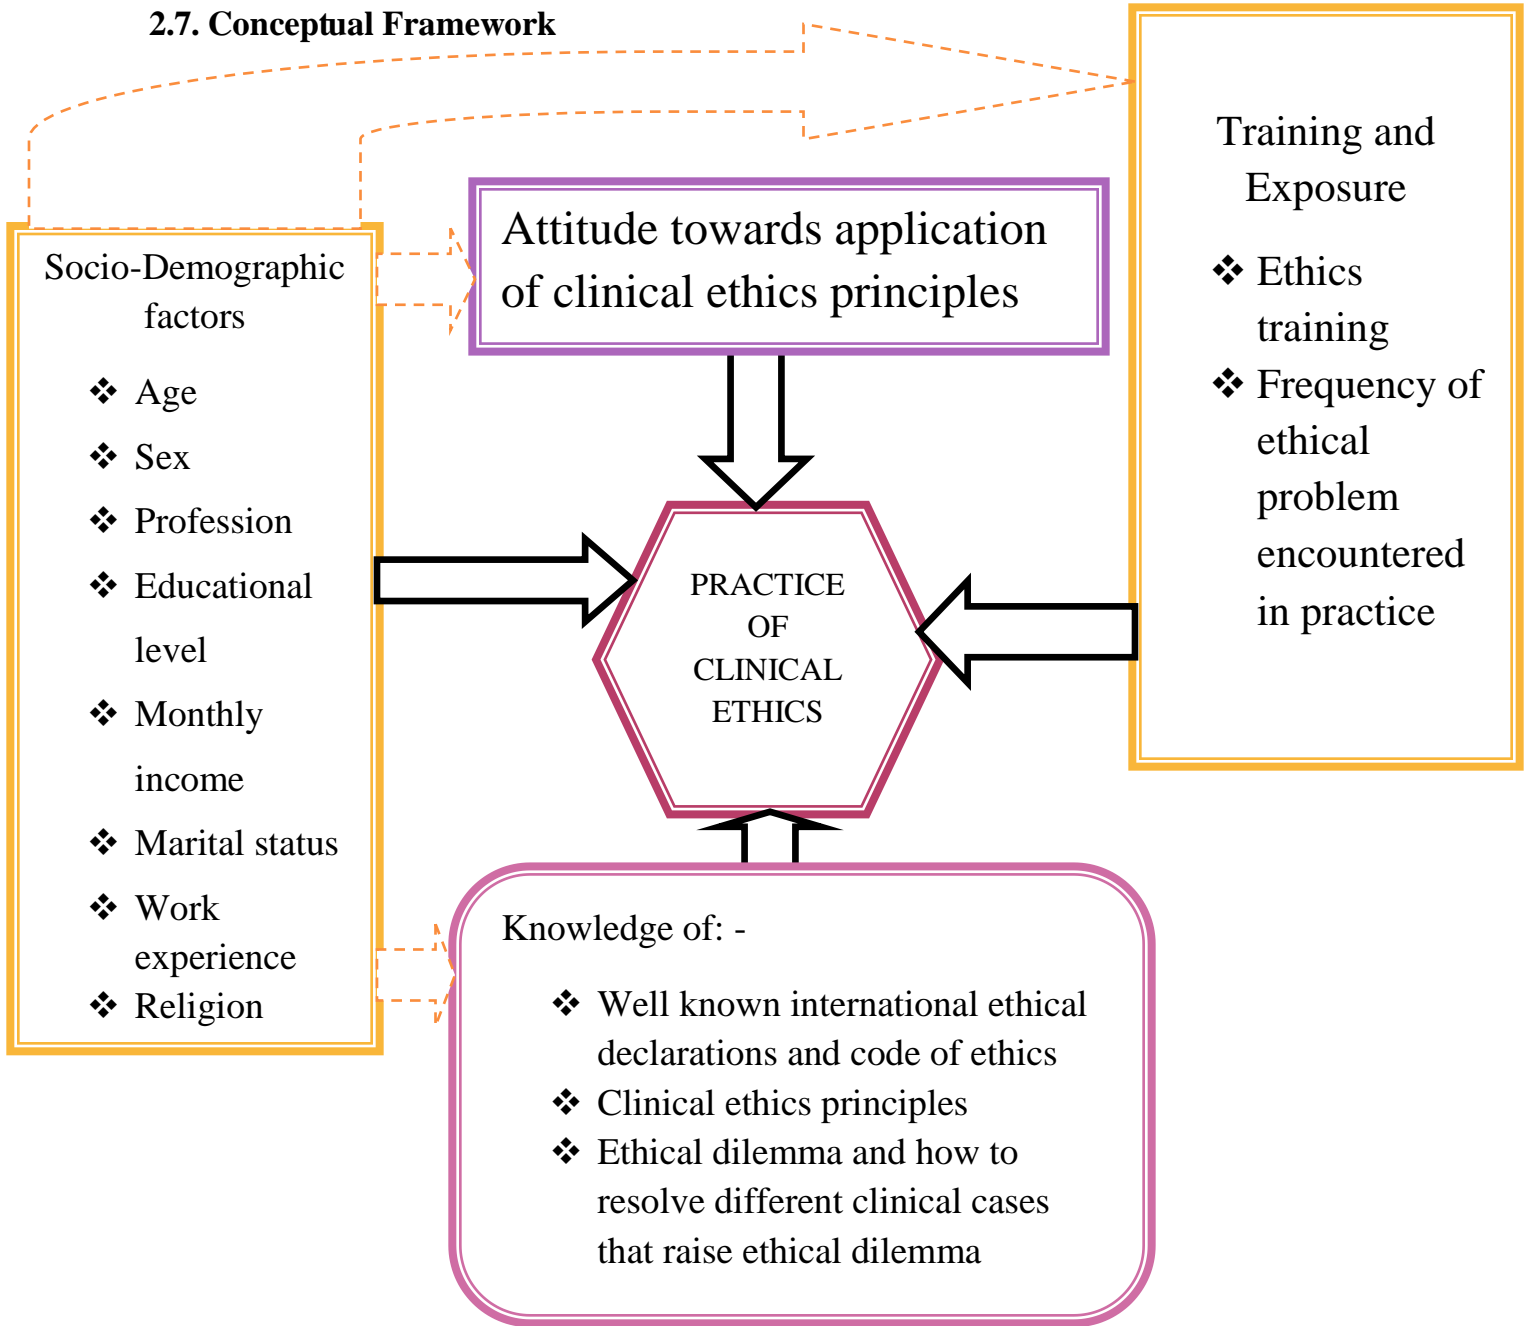 2.7. Conceptual Framework
Socio-Demographic
factors
❖ Age
❖ Sex
❖ Profession
❖ Educational
level
❖ Monthly
income
❖ Marital status
❖ Work
experience
❖ Religion
Attitude towards application
of clinical ethics principles
Training and
Exposure
❖ Ethics
training
❖ Frequency of
ethical
problem
encountered
in practice
PRACTICE
OF
CLINICAL
ETHICS
Knowledge of: -
❖ Well known international ethical
declarations and code of ethics
❖ Clinical ethics principles
❖ Ethical dilemma and how to
resolve different clinical cases
that raise ethical dilemma